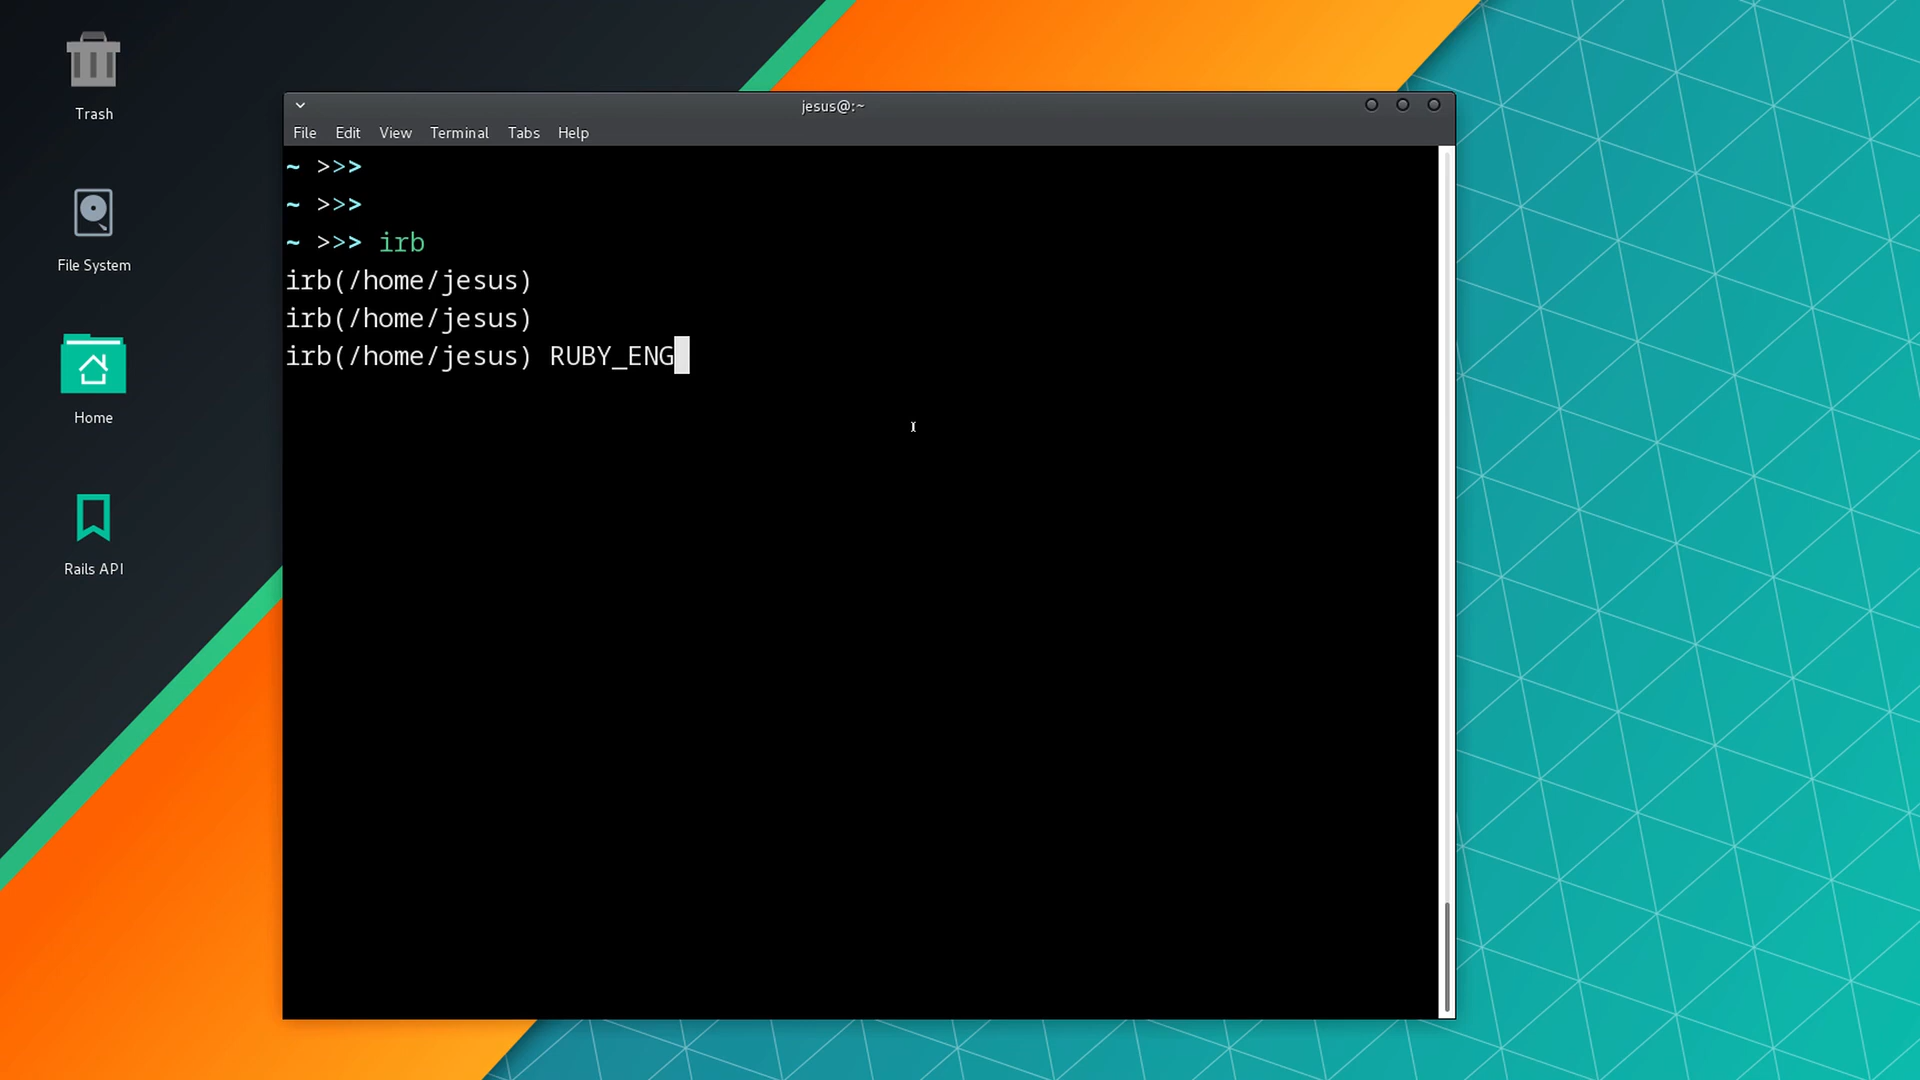 Trash
File System
Home
Rails API
jesus@:~
File Edit View Terminal Tabs Help
~ >>>
~ >>>
~ >>> irb
irb(/home/jesus)
irb(/home/jesus)
irb(/home/jesus) RUBY_ENG